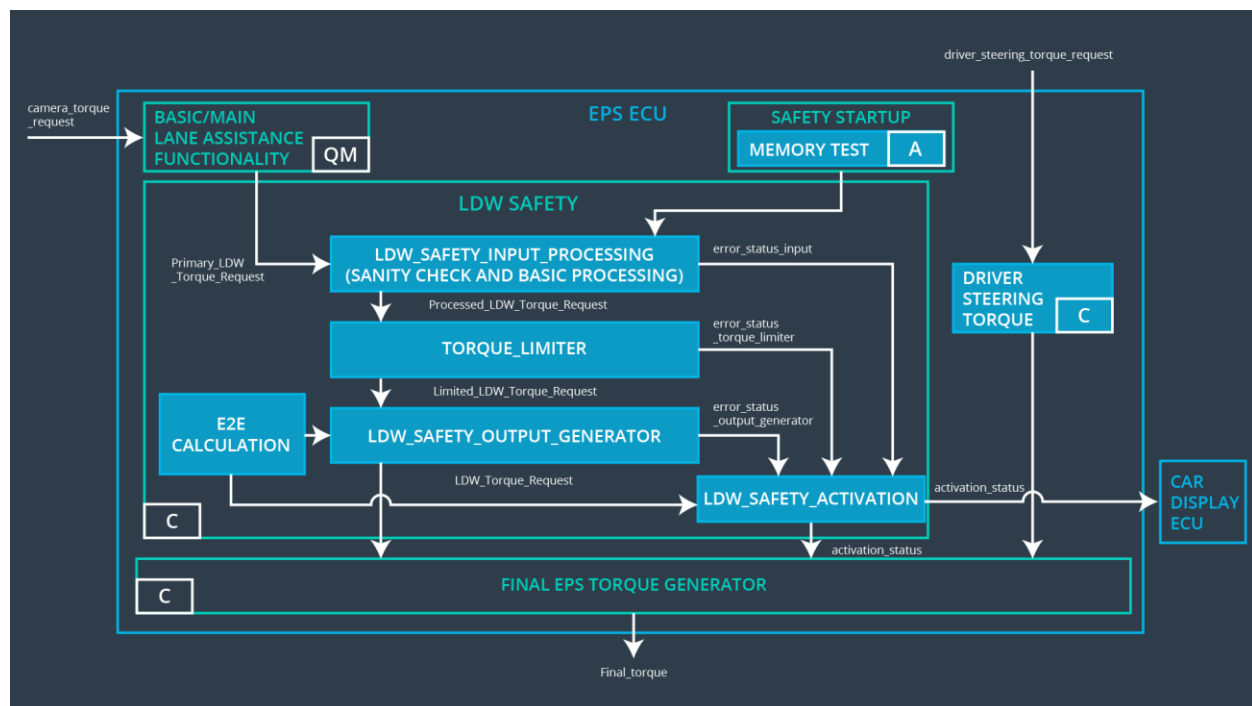 driver_steering_torque_request
camera_torque
_request
BASIC/MAIN
LANE ASSISTANCE
FUNCTIONALITY
QM
EPS ECU
SAFETY STARTUP
MEMORY TEST
A
LDW SAFETY
Primary_LDW
_Torque_Request
LDW_SAFETY_INPUT_PROCESSING
(SANITY CHECK AND BASIC PROCESSING)
error_status_input
DRIVER
STEERING
TORQUE
C
Processed_LDW_Torque_Request
TORQUE_LIMITER
error_status
_torque_limiter
Limited_LDW_Torque_Request
E2E
CALCULATION
LDW_SAFETY_OUTPUT_GENERATOR
error_status
_output_generator
LDW_Torque_Request
LDW_SAFETY_ACTIVATION
activation_status
CAR
DISPLAY
ECU
C
activation_status
C
FINAL EPS TORQUE GENERATOR
Final_torque